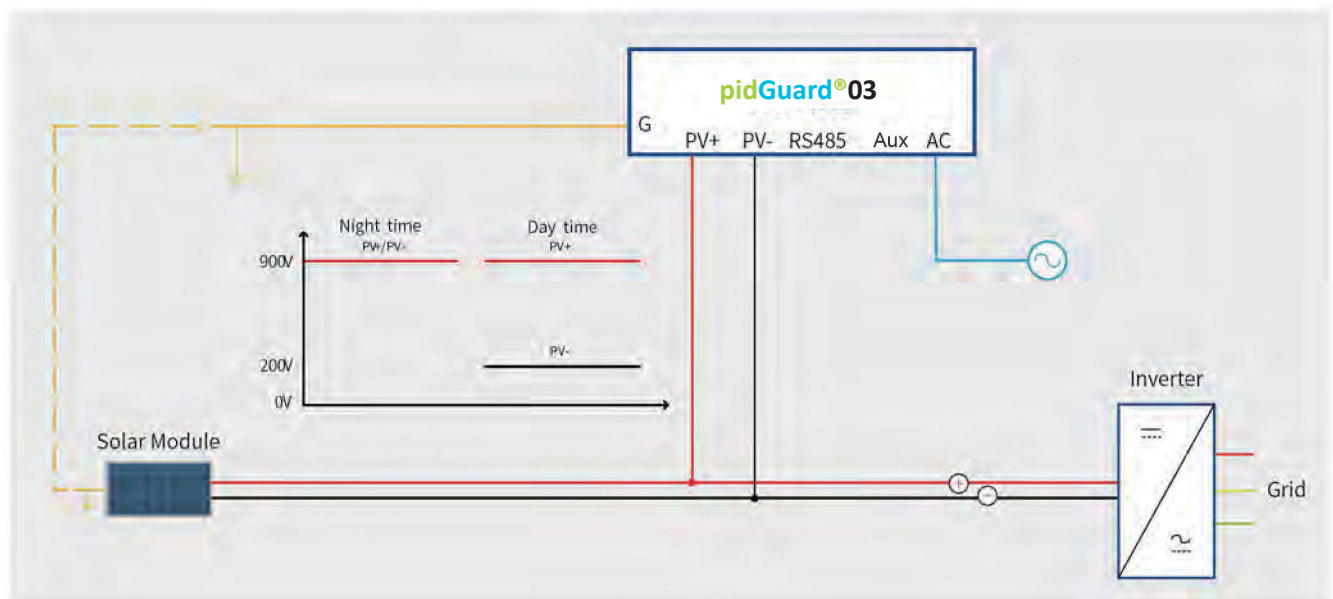 pidGuard®03
G
PV+ PV- RS485 Aux AC
Night time
PV+/PV-
Day time
PV+
900V
PV-
200V
0V
Inverter
Solar Module
+
-
Grid